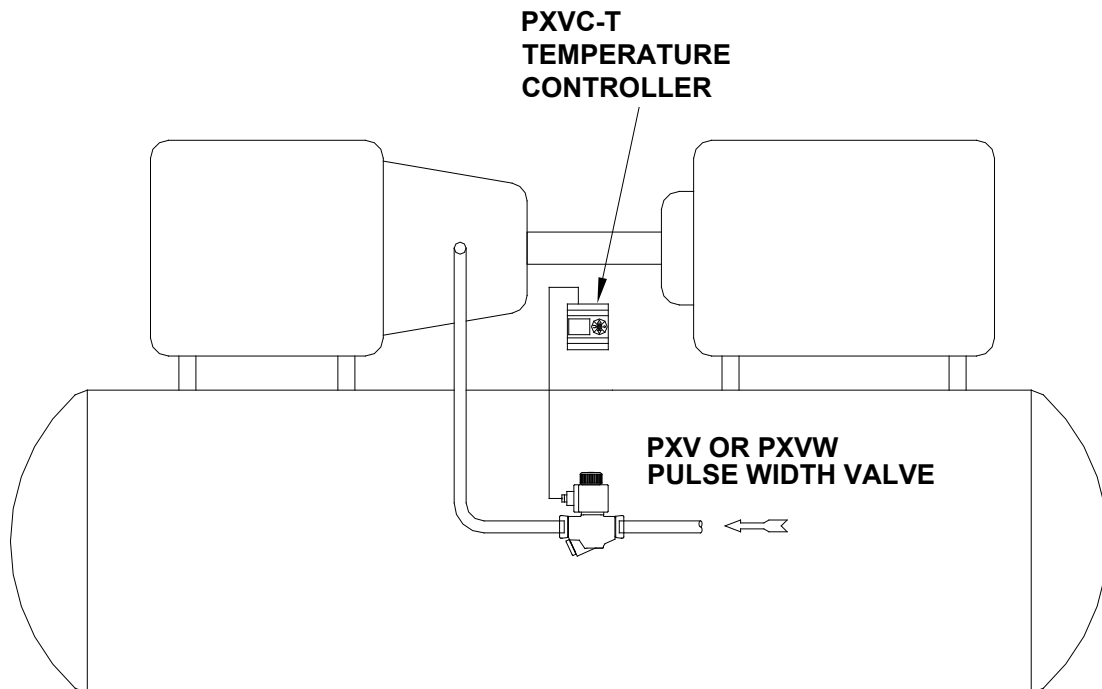 PXVC-T
TEMPERATURE
CONTROLLER
PXV OR PXVW
PULSE WIDTH VALVE